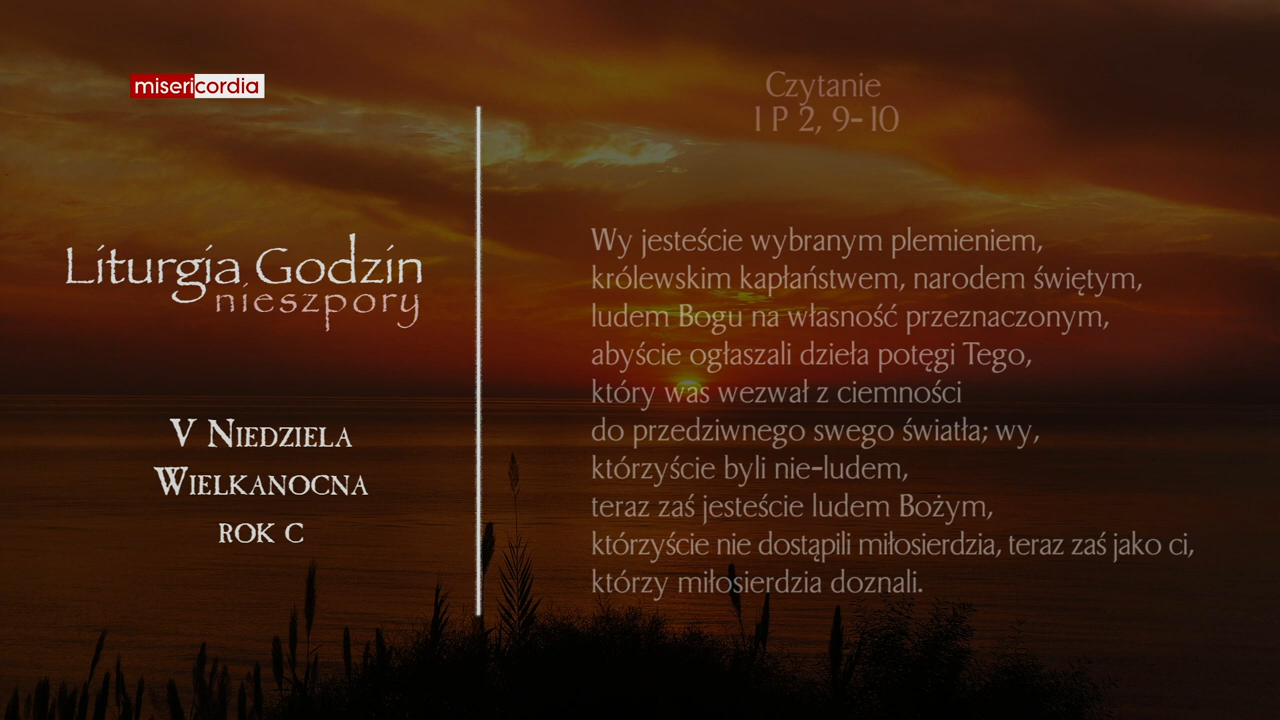 misericordia
Liturgia Godzin
nieszpory
V Niedziela
Wielkanocna
rok C
Czytanie
1 P 2, 9-10
Wy jesteście wybranym plemieniem,
królewskim kapłaństwem, narodem świętym,
ludem Bogu na własność przeznaczonym,
abyście ogłaszali dzieła potęgi Tego,
który was wezwał z ciemności
do przedziwnego swego światła; wy,
którzyście byli nie-ludem,
teraz zaś jesteście ludem Bożym,
którzyście nie dostąpili miłosierdzia, teraz zaś jako ci,
którzy miłosierdzia doznali.